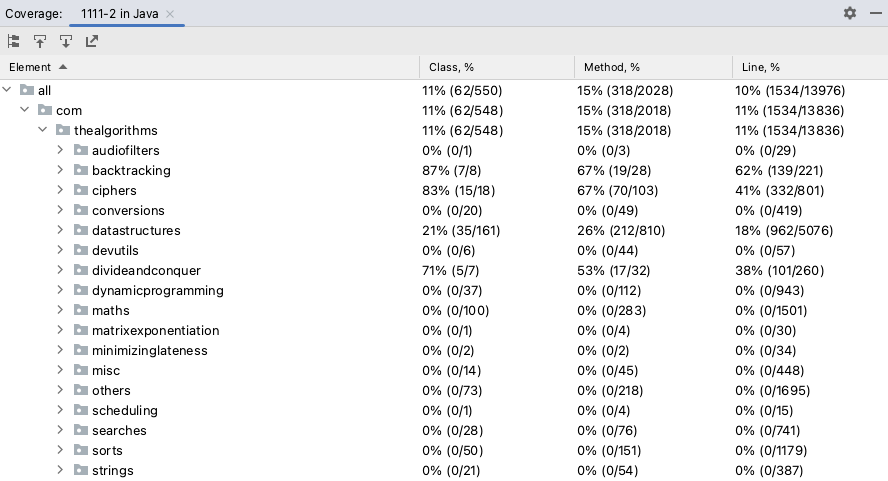 Coverage: 1111-2 in Java ×
Element Class, % Method, % Line, %
all 11% (62/550) 15% (318/2028) 10% (1534/13976)
com 11% (62/548) 15% (318/2018) 11% (1534/13836)
thealgorithms 11% (62/548) 15% (318/2018) 11% (1534/13836)
audiofilters 0% (0/1) 0% (0/3) 0% (0/29)
backtracking 87% (7/8) 67% (19/28) 62% (139/221)
ciphers 83% (15/18) 67% (70/103) 41% (332/801)
conversions 0% (0/20) 0% (0/49) 0% (0/419)
datastructures 21% (35/161) 26% (212/810) 18% (962/5076)
devutils 0% (0/6) 0% (0/44) 0% (0/57)
divideandconquer 71% (5/7) 53% (17/32) 38% (101/260)
dynamicprogramming 0% (0/37) 0% (0/112) 0% (0/943)
maths 0% (0/100) 0% (0/283) 0% (0/1501)
matrixexponentiation 0% (0/1) 0% (0/4) 0% (0/30)
minimizinglateness 0% (0/2) 0% (0/2) 0% (0/34)
misc 0% (0/14) 0% (0/45) 0% (0/448)
others 0% (0/73) 0% (0/218) 0% (0/1695)
scheduling 0% (0/1) 0% (0/4) 0% (0/15)
searches 0% (0/28) 0% (0/76) 0% (0/741)
sorts 0% (0/50) 0% (0/151) 0% (0/1179)
strings 0% (0/21) 0% (0/54) 0% (0/387)